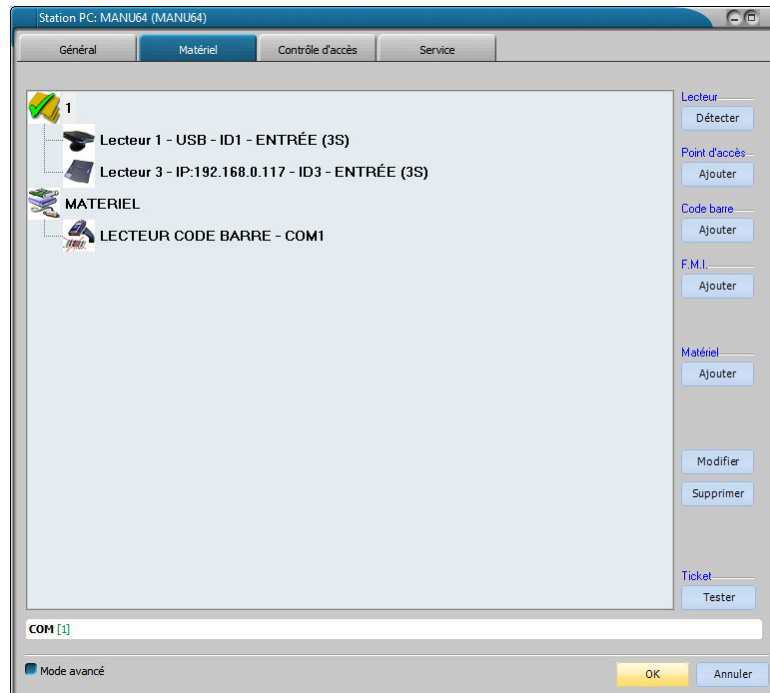 Station PC: MANU64 (MANU64)
Général
Matériel
Contrôle d'accès
Service
1
Lecteur 1 - USB - ID1 - ENTRÉE (3S)
Lecteur 3 - IP:192.168.0.117 - ID3 - ENTRÉE (3S)
MATERIEL
LECTEUR CODE BARRE - COM1
Lecteur
Détecter
Point d'accès
Ajouter
Code barre
Ajouter
F.M.I.
Ajouter
Matériel
Ajouter
Modifier
Supprimer
Ticket
Tester
COM [1]
Mode avancé
OK
Annuler